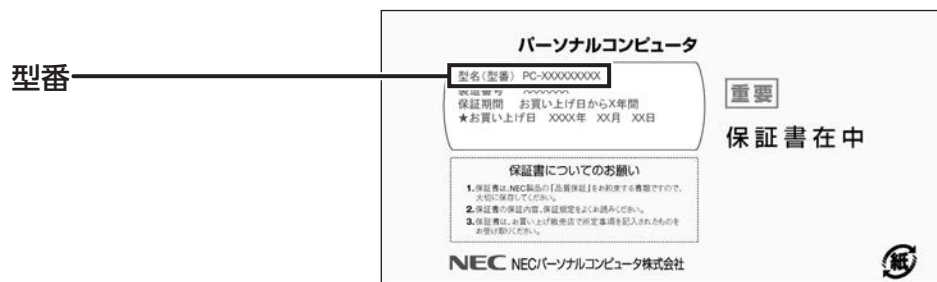 型番
パーソナルコンピュータ
型名(型番) PC-XXXXXXXXX
製造番号 XXXXXXX
保証期間 お買い上げ日からX年間
★お買い上げ日 XXXX年 XX月 XX日
重要
保証書在中
保証書についてのお願い
1.保証書は、NEC製品の「品質保証」をお約束する書類ですので、
大切に保存してください。
2.保証書の保証内容、保証規定をよくお読みください。
3.保証書は、お買い上げ販売店で所定事項を記入されたものを
お受け取りください。
NEC NECパーソナルコンピュータ株式会社
紙